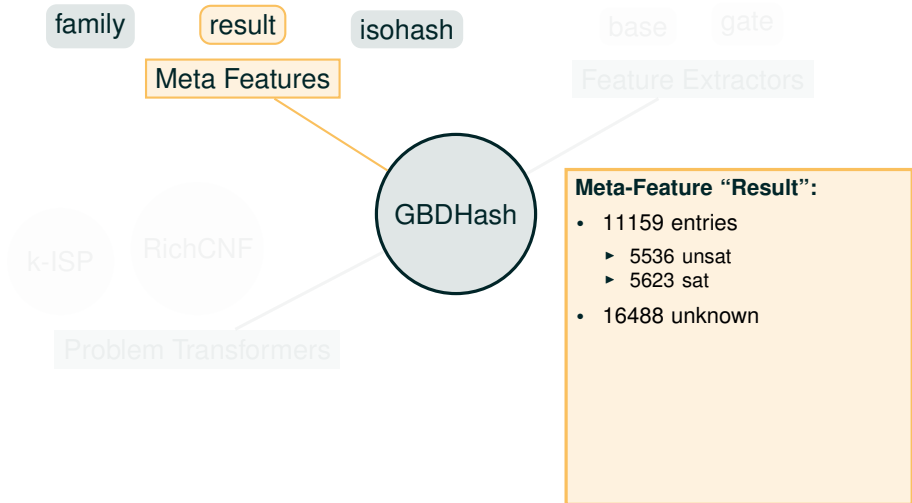 family
result
isohash
base
gate
Meta Features
Feature Extractors
GBDHash
k-ISP
RichCNF
Problem Transformers
Meta-Feature “Result”:
• 11159 entries
► 5536 unsat
► 5623 sat
• 16488 unknown